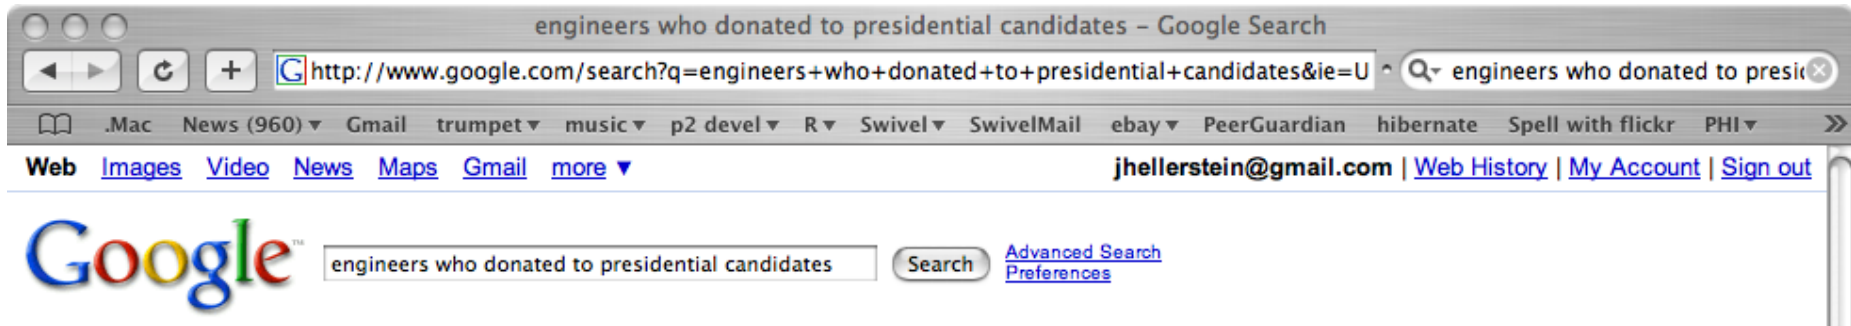 engineers who donated to presidential candidates – Google Search
http://www.google.com/search?q=engineers+who+donated+to+presidential+candidates&ie=U engineers who donated to presid
.Mac News (960) Gmail trumpet music p2 devel R Swivel SwivelMail ebay PeerGuardian hibernate Spell with flickr PHI
Web Images Video News Maps Gmail more jhellerstein@gmail.com | Web History | My Account | Sign out
Google™ engineers who donated to presidential candidates Search Advanced Search
Preferences